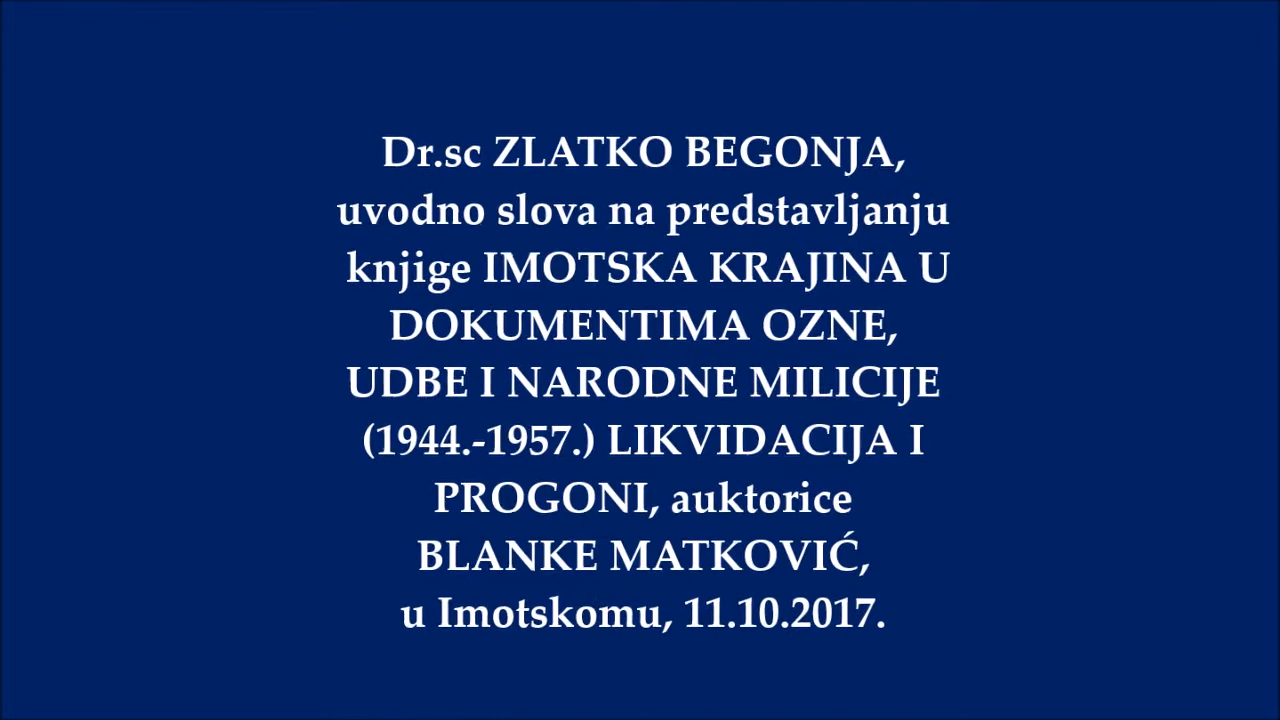 Dr.sc ZLATKO BEGONJA,
uvodno slova na predstavljanju
knjige IMOTSKA KRAJINA U
DOKUMENTIMA OZNE,
UDBE I NARODNE MILICIJE
(1944.-1957.) LIKVIDACIJA I
PROGONI, auktorice
BLANKE MATKOVIĆ,
u Imotskomu, 11.10.2017.